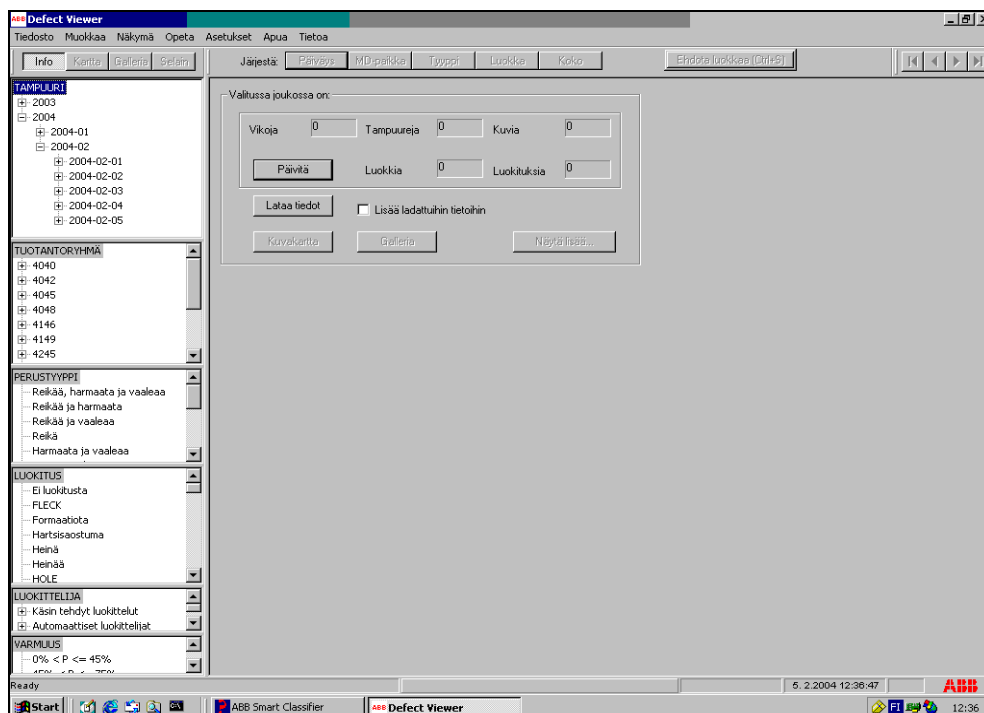 ABB Defect Viewer
Tiedosto Muokkaa Näkymä Opeta Asetukset Apua Tietoa
Info Kartta Galleria Selain Järjestä: Päiväys MD-paikka Tyyppi Luokka Koko Ehdota luokkaa (Ctrl+S)
TAMPUURI
2003
2004
2004-01
2004-02
2004-02-01
2004-02-02
2004-02-03
2004-02-04
2004-02-05
TUOTANTORYHMÄ
4040
4042
4045
4048
4146
4149
4245
PERUSTYYPPI
Reikää, harmaata ja vaaleaa
Reikää ja harmaata
Reikää ja vaaleaa
Reikä
Harmaata ja vaaleaa
LUOKITUS
Ei luokitusta
FLECK
Formaatiota
Hartsisaostuma
Heinä
Heinää
HOLE
LUOKITTELIJA
Käsin tehdyt luokittelut
Automaattiset luokittelijat
VARMUUS
0% < P <= 45%
45% < P <= 75%
Valitussa joukossa on:
Vikoja 0 Tampuureja 0 Kuvia 0
Päivitä Luokkia 0 Luokituksia 0
Lataa tiedot Lisää ladattuihin tietoihin
Kuvakartta Galleria Näytä lisää...
Ready 5. 2.2004 12:36:47 ABB
Start ABB Smart Classifier ABB Defect Viewer FI 12:36